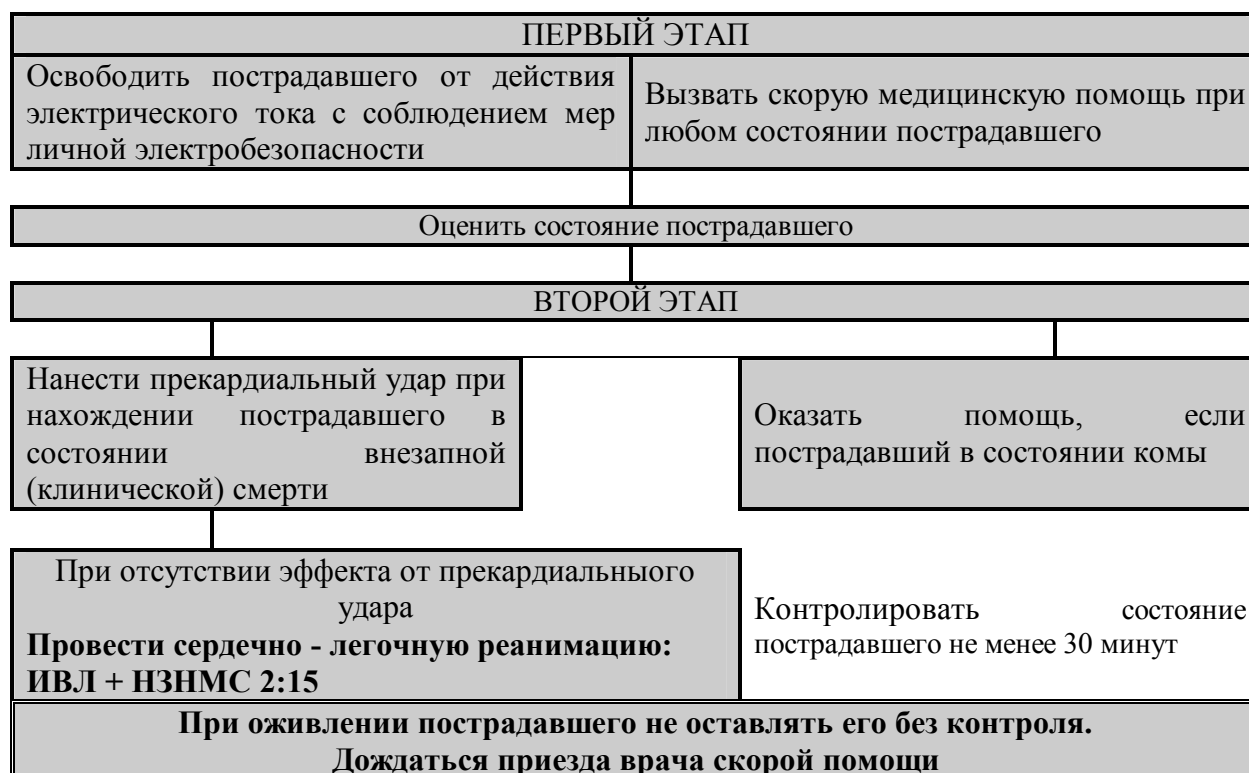 ПЕРВЫЙ ЭТАП
Освободить пострадавшего от действия
электрического тока с соблюдением мер
личной электробезопасности
Вызвать скорую медицинскую помощь при
любом состоянии пострадавшего
Оценить состояние пострадавшего
ВТОРОЙ ЭТАП
Нанести прекардиальный удар при
нахождении пострадавшего в
состоянии внезапной
(клинической) смерти
Оказать помощь, если
пострадавший в состоянии комы
При отсутствии эффекта от прекардиальныого
удара
Провести сердечно - легочную реанимацию:
ИВЛ + НЗНМС 2:15
Контролировать состояние
пострадавшего не менее 30 минут
При оживлении пострадавшего не оставлять его без контроля.
Дождаться приезда врача скорой помощи